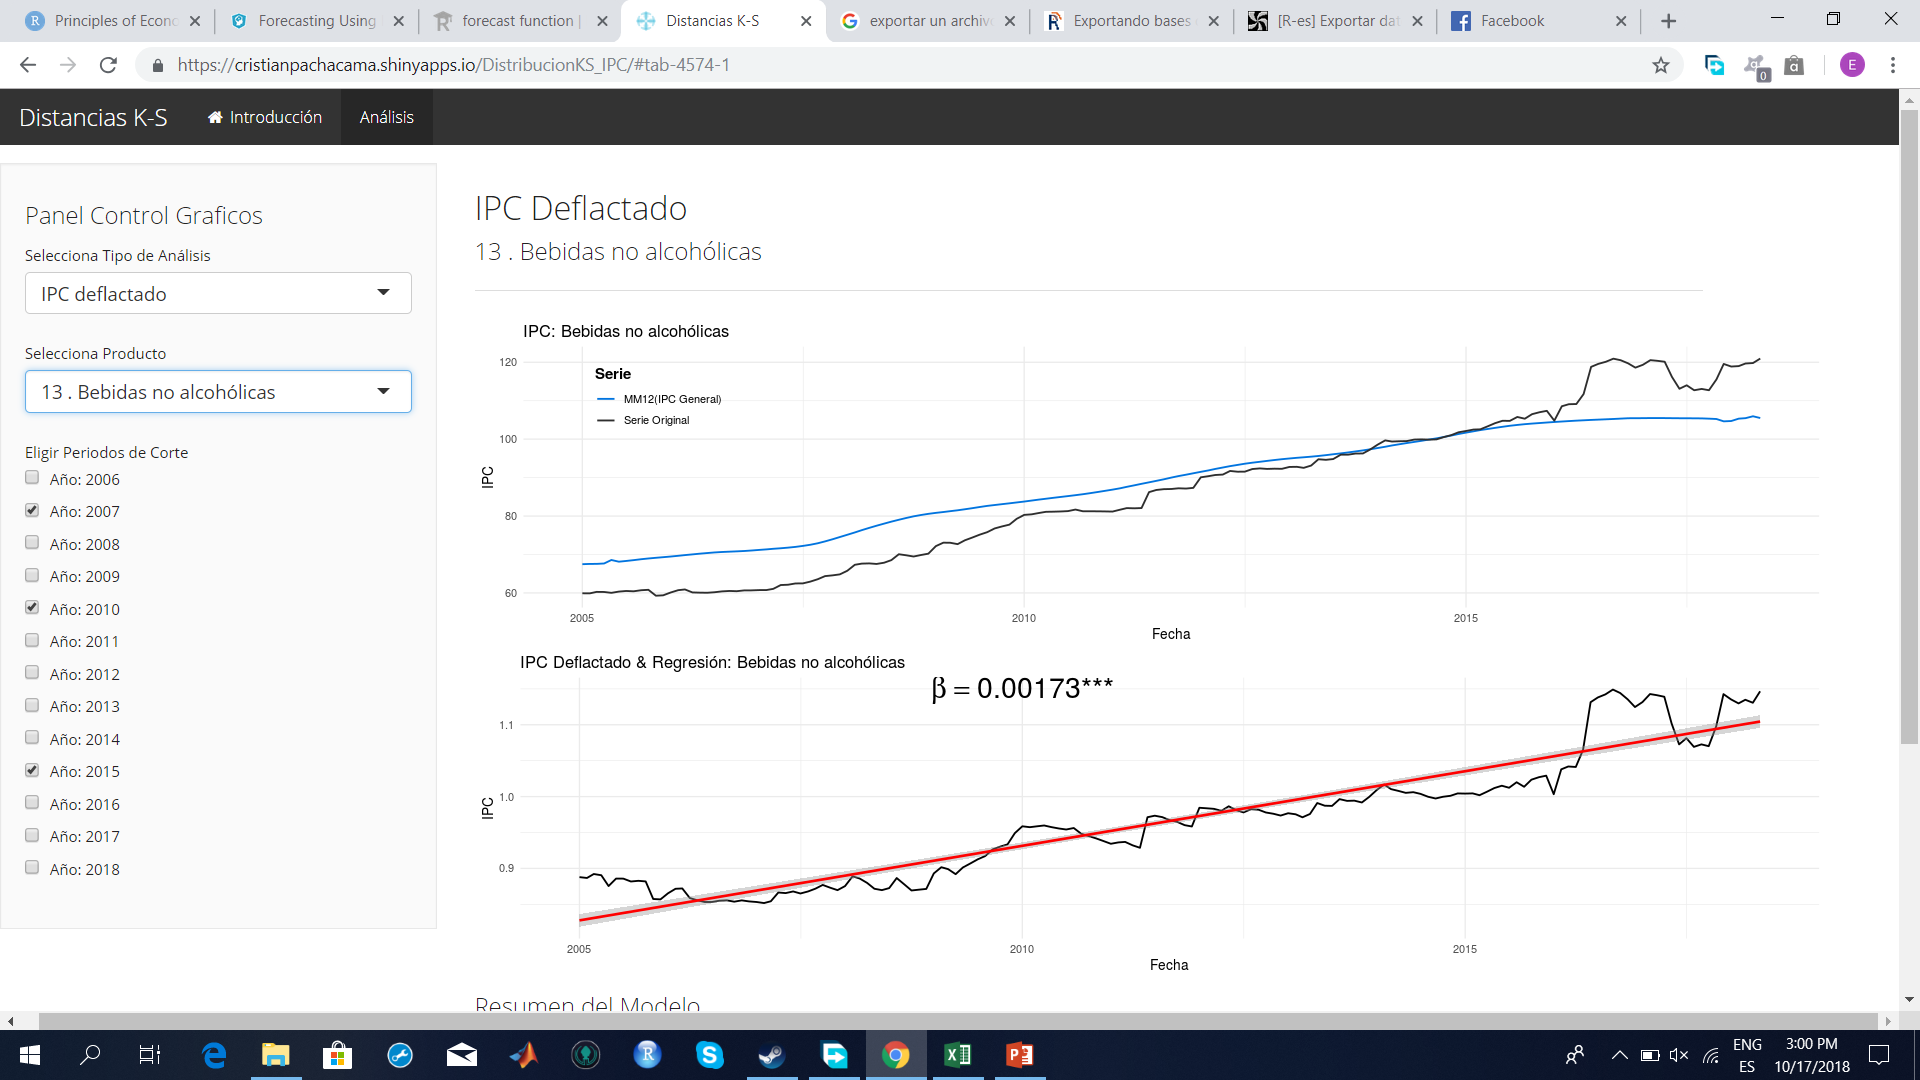 Principles of Econo
Forecasting Using
forecast function |
Distancias K-S
exportar un archivo
Exportando bases
[R-es] Exportar dat
Facebook
https://cristianpachacama.shinyapps.io/DistribucionKS_IPC/#tab-4574-1
0
E
Distancias K-S
Introducción
Análisis
Panel Control Graficos
Selecciona Tipo de Análisis
IPC deflactado
Selecciona Producto
13 . Bebidas no alcohólicas
Eligir Periodos de Corte
Año: 2006
Año: 2007
Año: 2008
Año: 2009
Año: 2010
Año: 2011
Año: 2012
Año: 2013
Año: 2014
Año: 2015
Año: 2016
Año: 2017
Año: 2018
IPC Deflactado
13 . Bebidas no alcohólicas
IPC: Bebidas no alcohólicas
120
100
80
60
IPC
Serie
MM12(IPC General)
Serie Original
2005
2010
2015
Fecha
IPC Deflactado & Regresión: Bebidas no alcohólicas
β = 0.00173***
1.1
1.0
0.9
IPC
2005
2010
2015
Fecha
Resumen del Modelo
ENG
ES
3:00 PM
10/17/2018